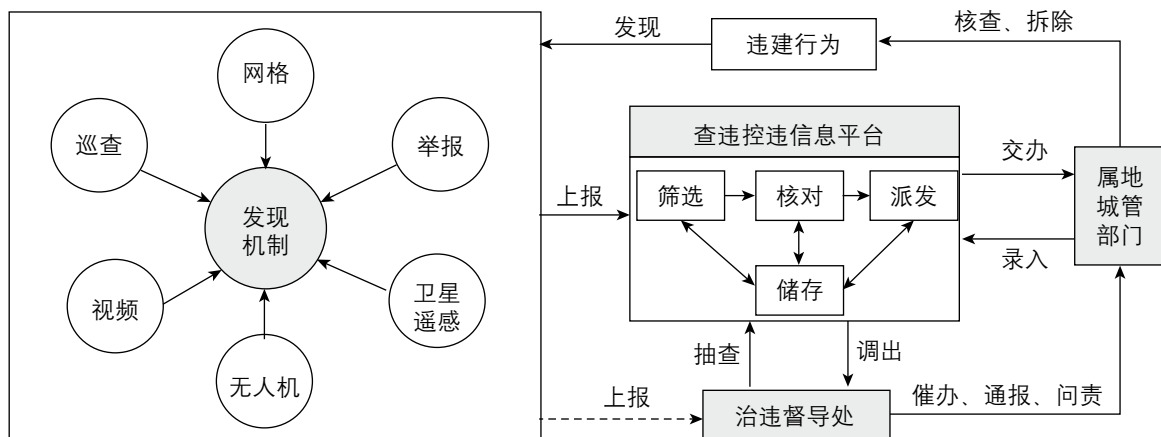 发现
违建行为
核查、拆除
网格
巡查
举报
发现
机制
视频
卫星
遥感
无人机
上报
查违控违信息平台
筛选
核对
派发
储存
交办
录入
属地
城管
部门
抽查
调出
上报
治违督导处
催办、通报、问责